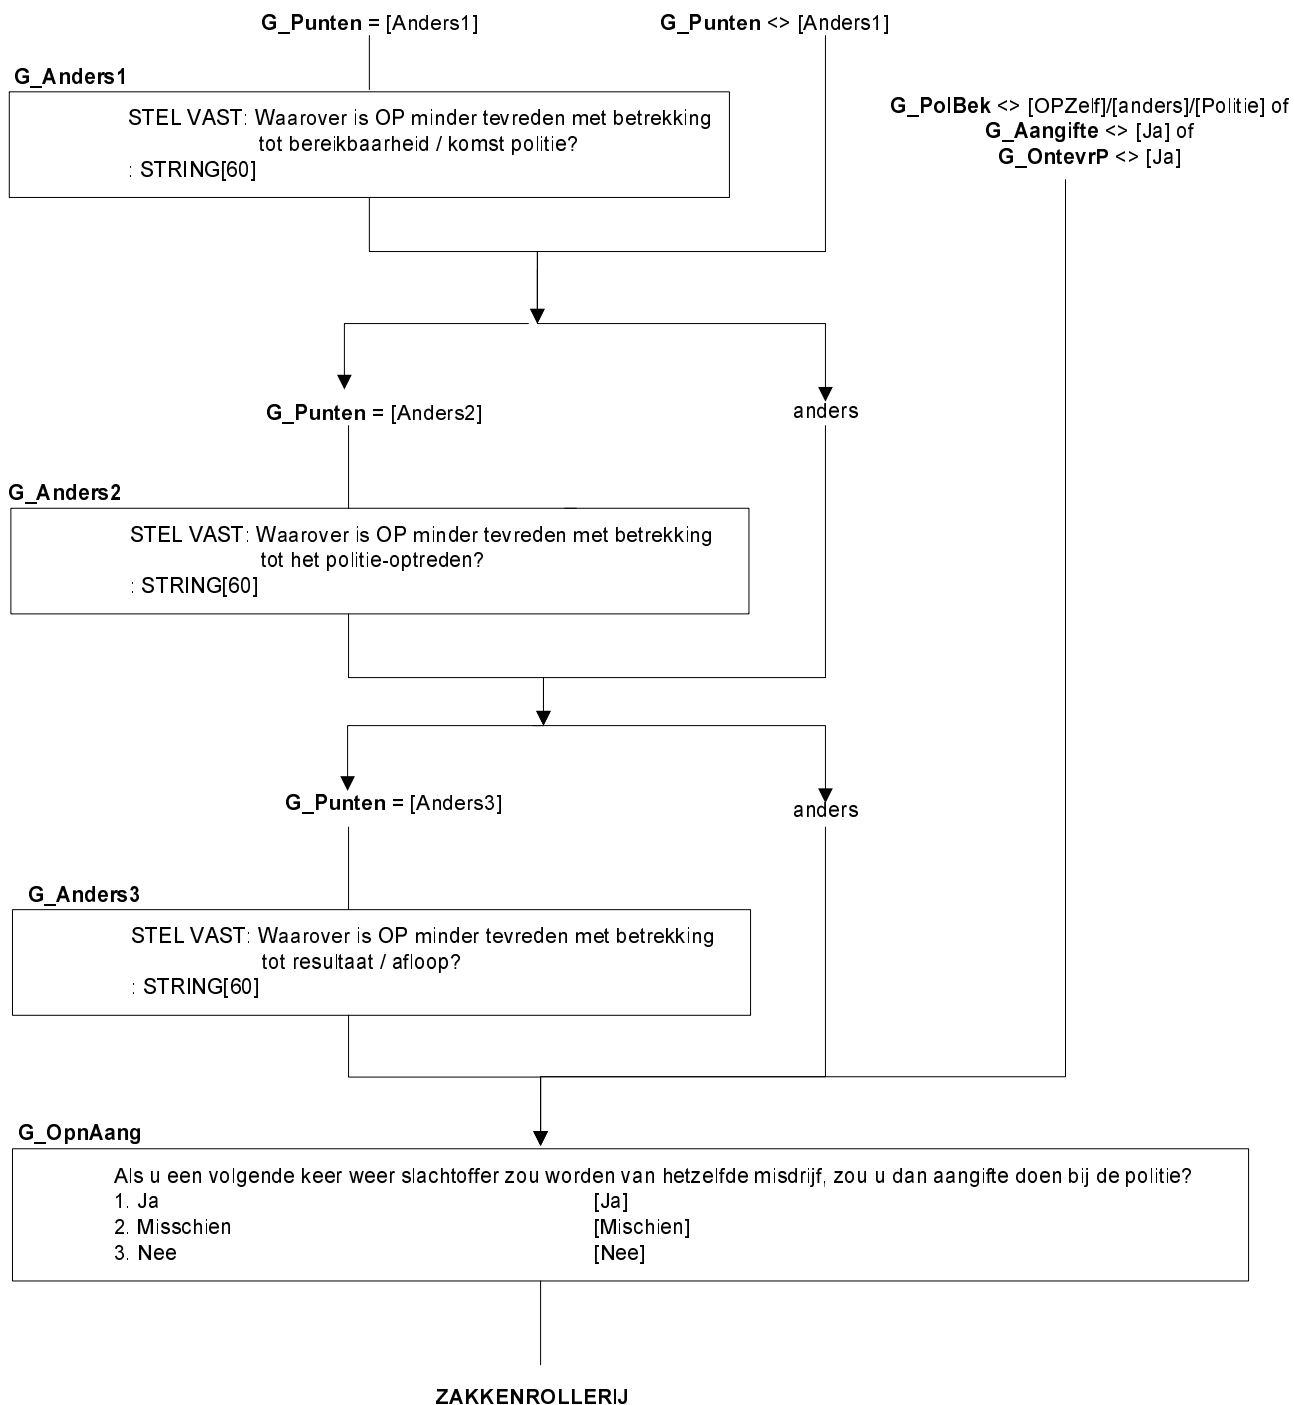 G_Punten = [Anders1]
G_Punten <> [Anders1]
G_Anders1
STEL VAST: Waarover is OP minder tevreden met betrekking
tot bereikbaarheid / komst politie?
: STRING[60]
G_PolBek <> [OPZelf]/[anders]/[Politie] of
G_Aangifte <> [Ja] of
G_OntevrP <> [Ja]
G_Punten = [Anders2]
anders
G_Anders2
STEL VAST: Waarover is OP minder tevreden met betrekking
tot het politie-optreden?
: STRING[60]
G_Punten = [Anders3]
anders
G_Anders3
STEL VAST: Waarover is OP minder tevreden met betrekking
tot resultaat / afloop?
: STRING[60]
G_OpnAang
Als u een volgende keer weer slachtoffer zou worden van hetzelfde misdrijf, zou u dan aangifte doen bij de politie?
1. Ja [Ja]
2. Misschien [Mischien]
3. Nee [Nee]
ZAKKENROLLERIJ